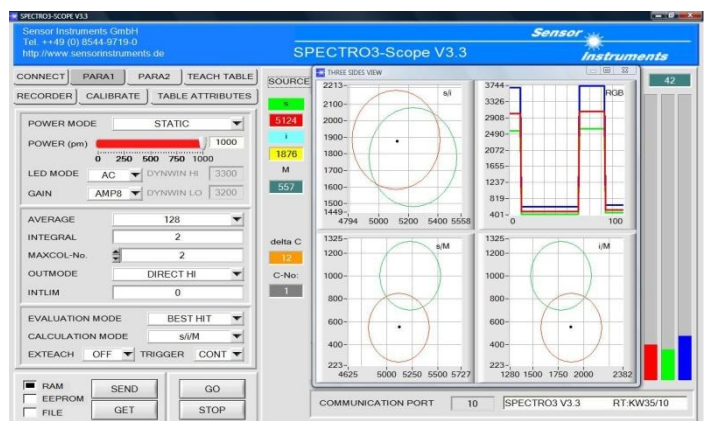 SPECTRO3-SCOPE V3.3
Sensor Instruments GmbH
Tel. ++49 (0) 8544-9719-0
http://www.sensorinstruments.de
SPECTRO3-Scope V3.3
Sensor
Instruments
CONNECT PARA1 PARA2 TEACH TABLE
RECORDER CALIBRATE TABLE ATTRIBUTES
POWER MODE STATIC
POWER (pm) 1000
0 250 500 750 1000
LED MODE AC DYNWIN HI 3300
GAIN AMP8 DYNWIN LO 3200
AVERAGE 128
INTEGRAL 2
MAXCOL-No. 2
OUTMODE DIRECT HI
INTLIM 0
EVALUATION MODE BEST HIT
CALCULATION MODE s/i/M
EXTEACH OFF TRIGGER CONT
RAM
EEPROM
FILE
SEND GO
GET STOP
SOURCE
s
5124
i
1876
M
557
delta C
12
C-No:
1
THREE SIDES VIEW
s/i
2213
2100
2000
1900
1800
1700
1600
1500
1449
4794 5000 5200 5400 5558
RGB
3744
3326
2908
2490
2072
1655
1237
819
401
0 100
s/M
1325
1200
1000
800
600
400
223
4625 5000 5250 5500 5727
i/M
1325
1200
1000
800
600
400
223
1280 1500 1750 2000 2382
42
COMMUNICATION PORT 10 SPECTRO3 V3.3 RT:KW35/10